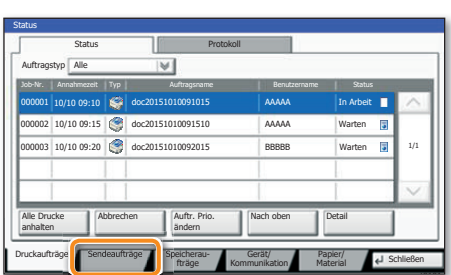 Status
Status Protokoll
Auftragstyp Alle
Job-Nr. Annahmezeit Typ Auftragsname Benutzername Status
000001 10/10 09:10 doc20151010091015 AAAAA In Arbeit
000002 10/10 09:15 doc20151010091510 AAAAA Warten
000003 10/10 09:20 doc20151010092015 BBBBB Warten
1/1
Alle Drucke anhalten Abbrechen Auftr. Prio. ändern Nach oben Detail
Druckaufträge Sendeaufträge Speicherau-
fträge Gerät/
Kommunikation Papier/
Material Schließen